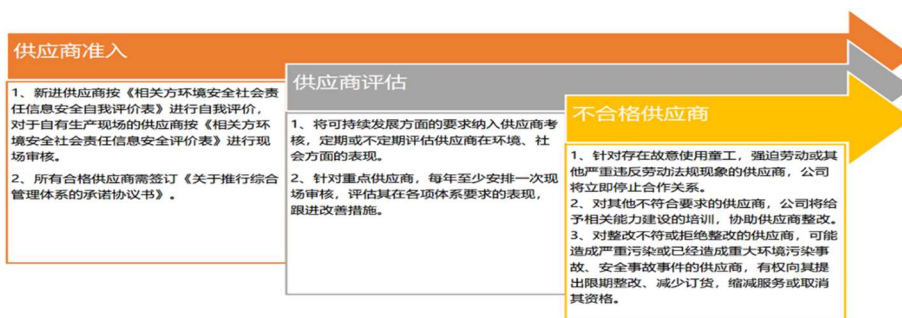 供应商准入
1、新进供应商按《相关方环境安全社会责
任信息安全自我评价表》进行自我评价，
对于自有生产现场的供应商按《相关方环
境安全社会责任信息安全评价表》进行现
场审核。
2、所有合格供应商需签订《关于推行综合
管理体系的承诺协议书》。
供应商评估
1、将可持续发展方面的要求纳入供应商考
核，定期或不定期评估供应商在环境、社
会方面的表现。
2、针对重点供应商，每年至少安排一次现
场审核，评估其在各项体系要求的表现，
跟进改善措施。
不合格供应商
1、针对存在故意使用童工，强迫劳动或其
他严重违反劳动法规现象的供应商，公司
将立即停止合作关系。
2、对其他不符合要求的供应商，公司将给
予相关能力建设的培训，协助供应商整改。
3、对整改不符或拒绝整改的供应商，可能
造成严重污染或已经造成重大环境污染事
故、安全事故事件的供应商，有权向其提
出限期整改、减少订货，缩减服务或取消
其资格。